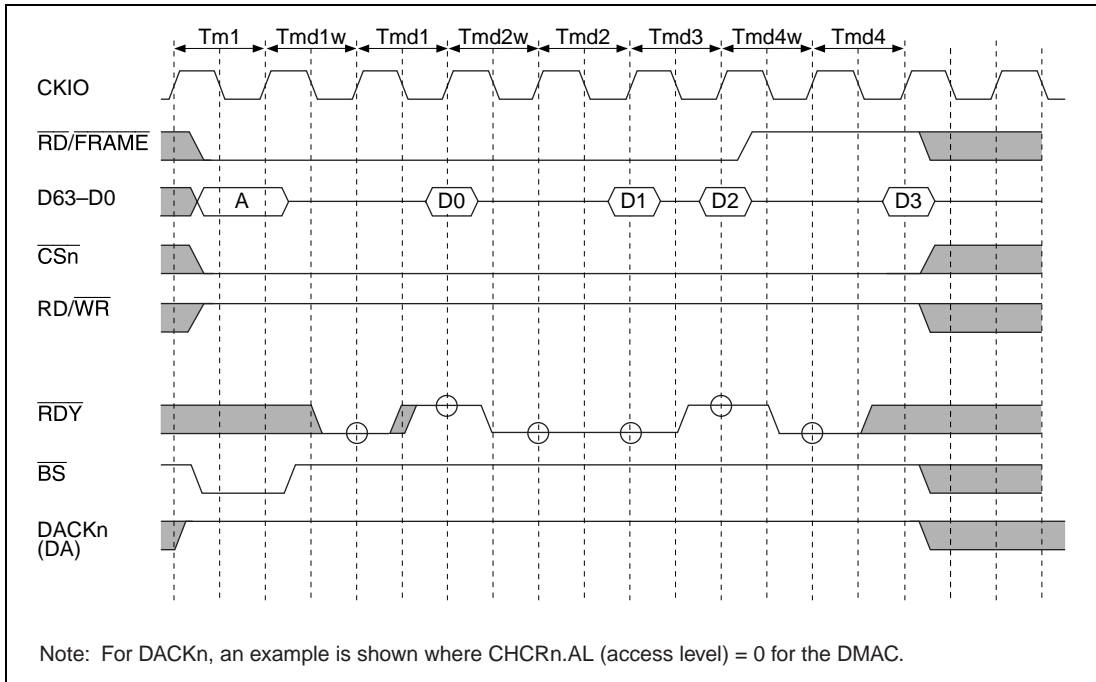 Tm1 Tmd1w Tmd1 Tmd2w Tmd2 Tmd3 Tmd4w Tmd4
CKIO
RD/FRAME
D63–D0 A D0 D1 D2 D3
CSn
RD/WR
RDY
BS
DACKn
(DA)
Note: For DACKn, an example is shown where CHCRn.AL (access level) = 0 for the DMAC.